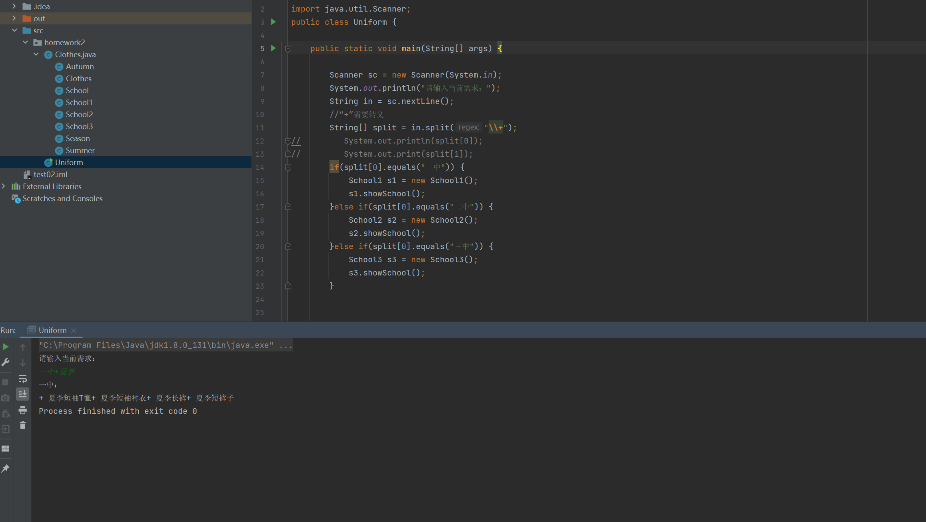 .idea
out
src
homework2
Clothes.java
Autumn
Clothes
School
School1
School2
School3
Season
Summer
Uniform
test02.iml
External Libraries
Scratches and Consoles
2 import java.util.Scanner;
3 public class Uniform {
4
5 public static void main(String[] args) {
6
7 Scanner sc = new Scanner(System.in);
8 System.out.println("请输入当前需求：");
9 String in = sc.nextLine();
10 //"+"需要转义
11 String[] split = in.split( regex: "\\+");
12 // System.out.println(split[0]);
13 // System.out.print(split[1]);
14 if(split[0].equals("一中")) {
15 School1 s1 = new School1();
16 s1.showSchool();
17 }else if(split[0].equals("二中")) {
18 School2 s2 = new School2();
19 s2.showSchool();
20 }else if(split[0].equals("三中")) {
21 School3 s3 = new School3();
22 s3.showSchool();
23 }
24
25
Run: Uniform
"C:\Program Files\Java\jdk1.8.0_131\bin\java.exe" ...
请输入当前需求：
一中+夏季
一中：
+ 夏季短袖T恤+ 夏季短袖衬衣+ 夏季长裤+ 夏季短裤子
Process finished with exit code 0